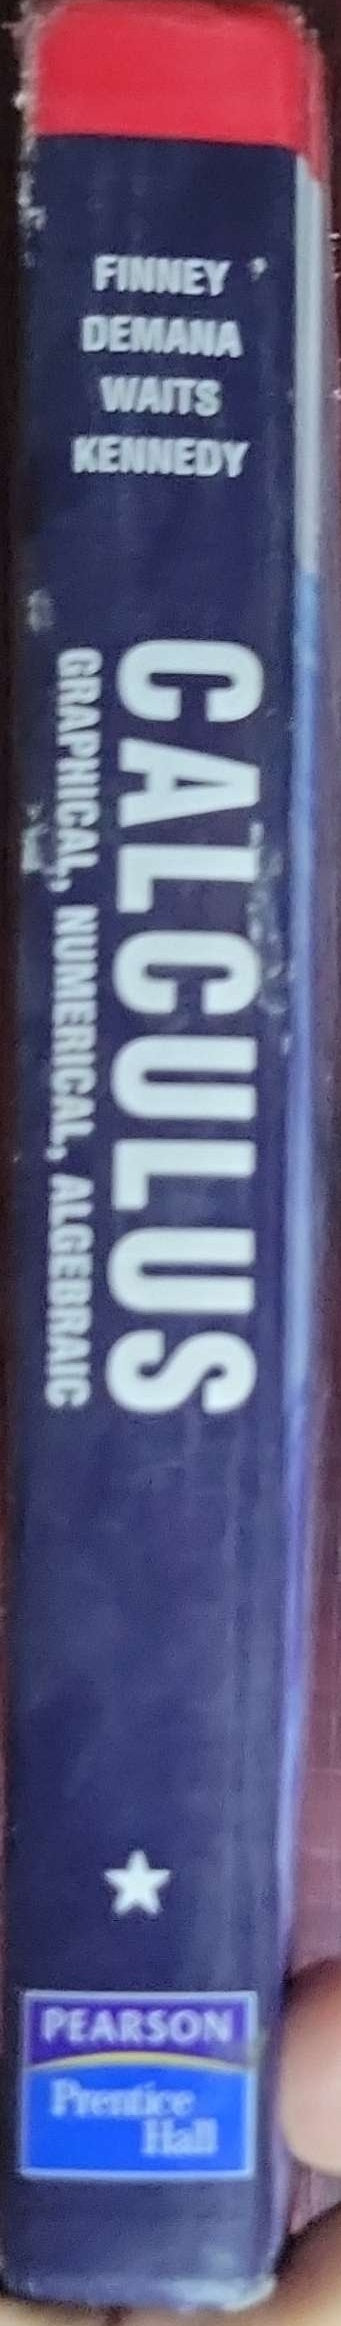 FINNEY
DEMANA
WAITS
KENNEDY
CALCULUS
GRAPHICAL, NUMERICAL, ALGEBRAIC
PEARSON
Prentice
Hall